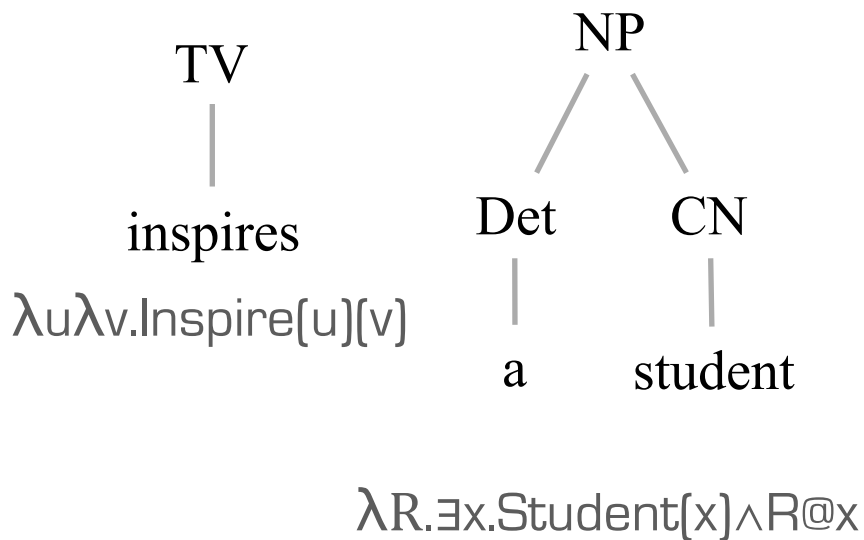 TV
NP
inspires
Det
CN
λuλv.Inspire(u)(v)
a
student
λR.∃x.Student(x)∧R@x